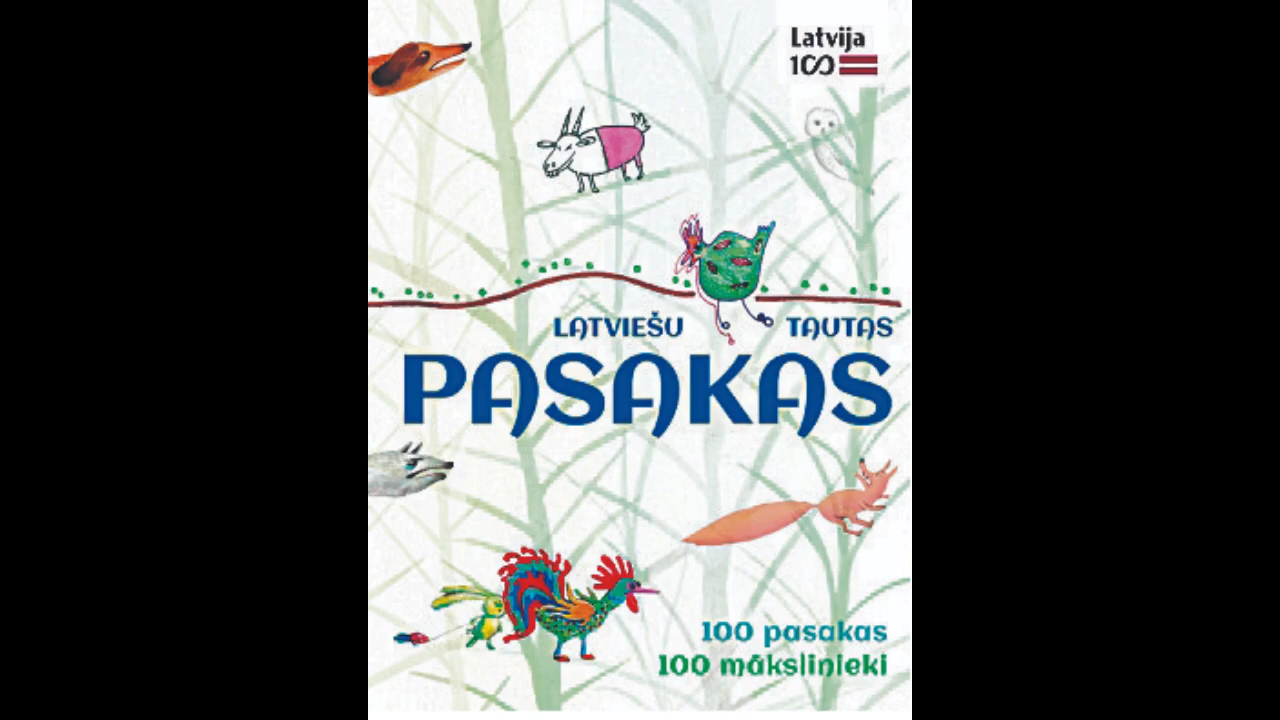 Latvija
100
LATVIEŠU TAUTAS
PASAKAS
100 pasakas
100 mākslinieki